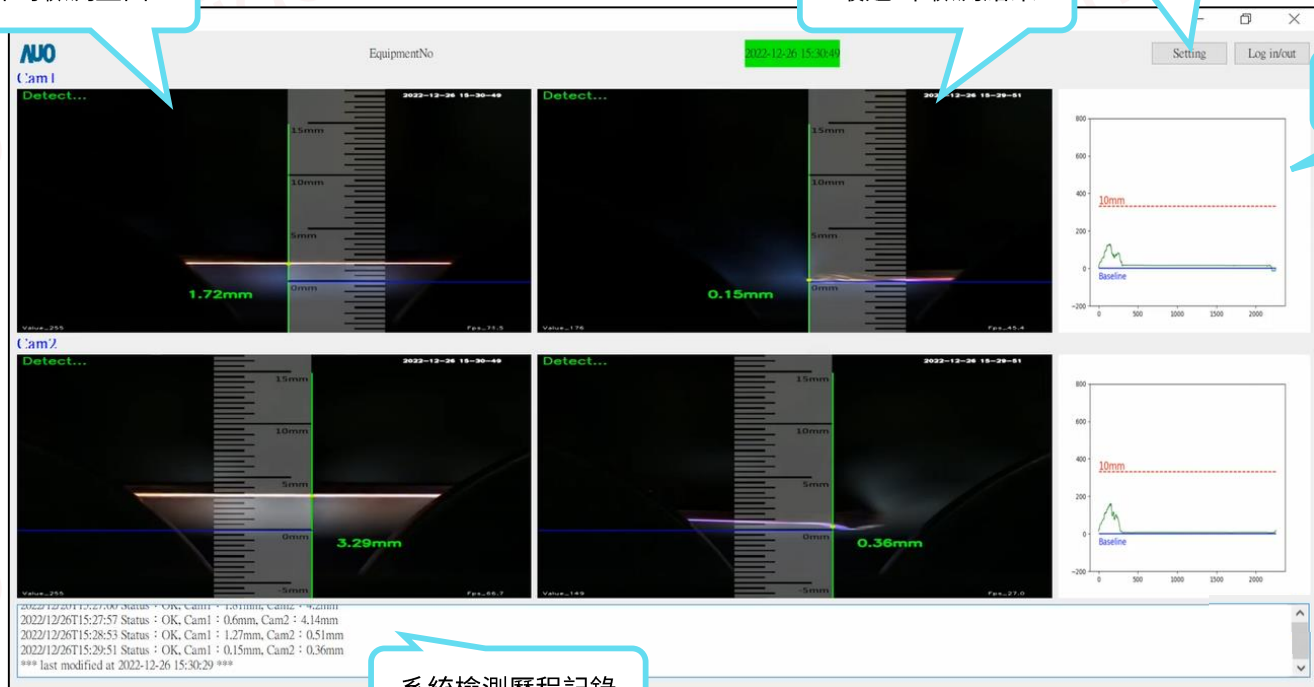 AUO
EquipmentNo
2022-12-26 15:30:49
Setting
Log in/out
Cam1
Detect...
2022-12-26 15-30-49
15mm
10mm
5mm
0mm
1.72mm
Value_255
Fps_71.5
Detect...
2022-12-26 15-29-51
15mm
10mm
5mm
0mm
0.15mm
Value_176
Fps_45.4
800
600
400
10mm
200
0
Baseline
-200
0 500 1000 1500 2000
Cam2
Detect...
2022-12-26 15-30-49
15mm
10mm
5mm
0mm
3.29mm
-5mm
Value_255
Fps_66.7
Detect...
2022-12-26 15-29-51
15mm
10mm
5mm
0mm
0.36mm
-5mm
Value_149
Fps_27.0
800
600
400
10mm
200
0
Baseline
-200
0 500 1000 1500 2000
2022/12/26T15:27:57 Status：OK, Cam1：0.6mm, Cam2：4.14mm
2022/12/26T15:28:53 Status：OK, Cam1：1.27mm, Cam2：0.51mm
2022/12/26T15:29:51 Status：OK, Cam1：0.15mm, Cam2：0.36mm
*** last modified at 2022-12-26 15:30:29 ***
系統檢測歷程記錄